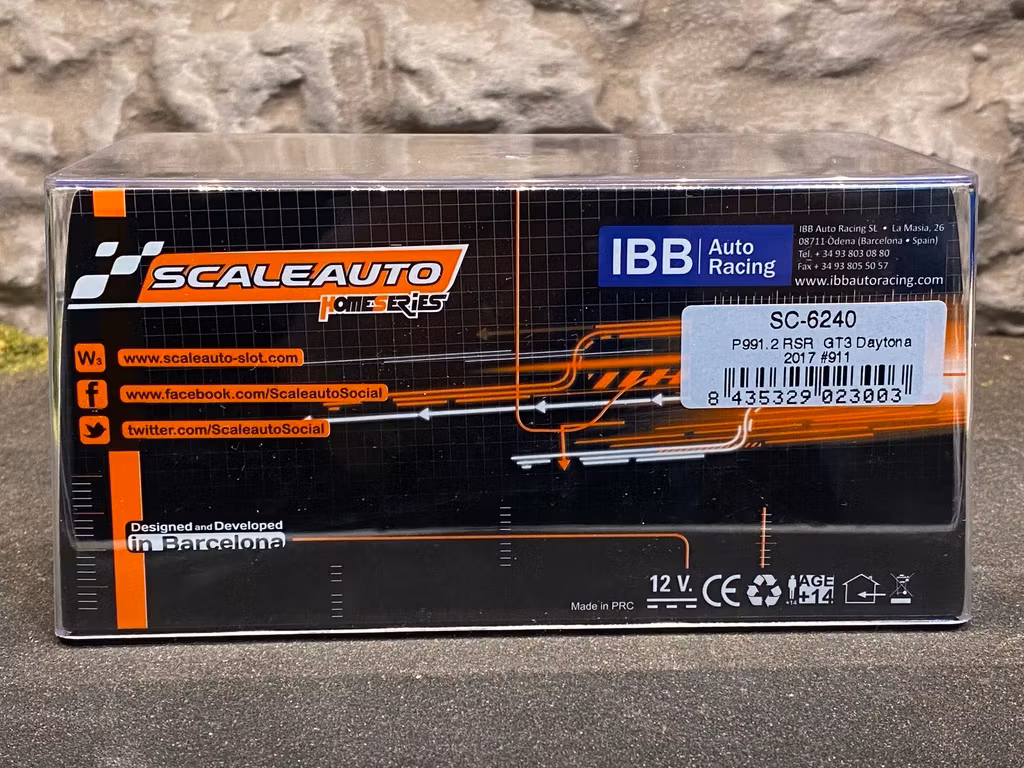 SCALEAUTO
HOMESERIES
W3 www.scaleauto-slot.com
f www.facebook.com/ScaleautoSocial
twitter.com/ScaleautoSocial
IBB Auto Racing
IBB Auto Racing SL • La Masia, 26
08711-Òdena (Barcelona • Spain)
Tel. + 34 93 803 08 80
Fax + 34 93 805 50 57
www.ibbautoracing.com
SC-6240
P991.2 RSR GT3 Daytona
2017 #911
8 435329 023003
Designed and Developed
in Barcelona
Made in PRC
12 V.
CE
+14
AGE
+14